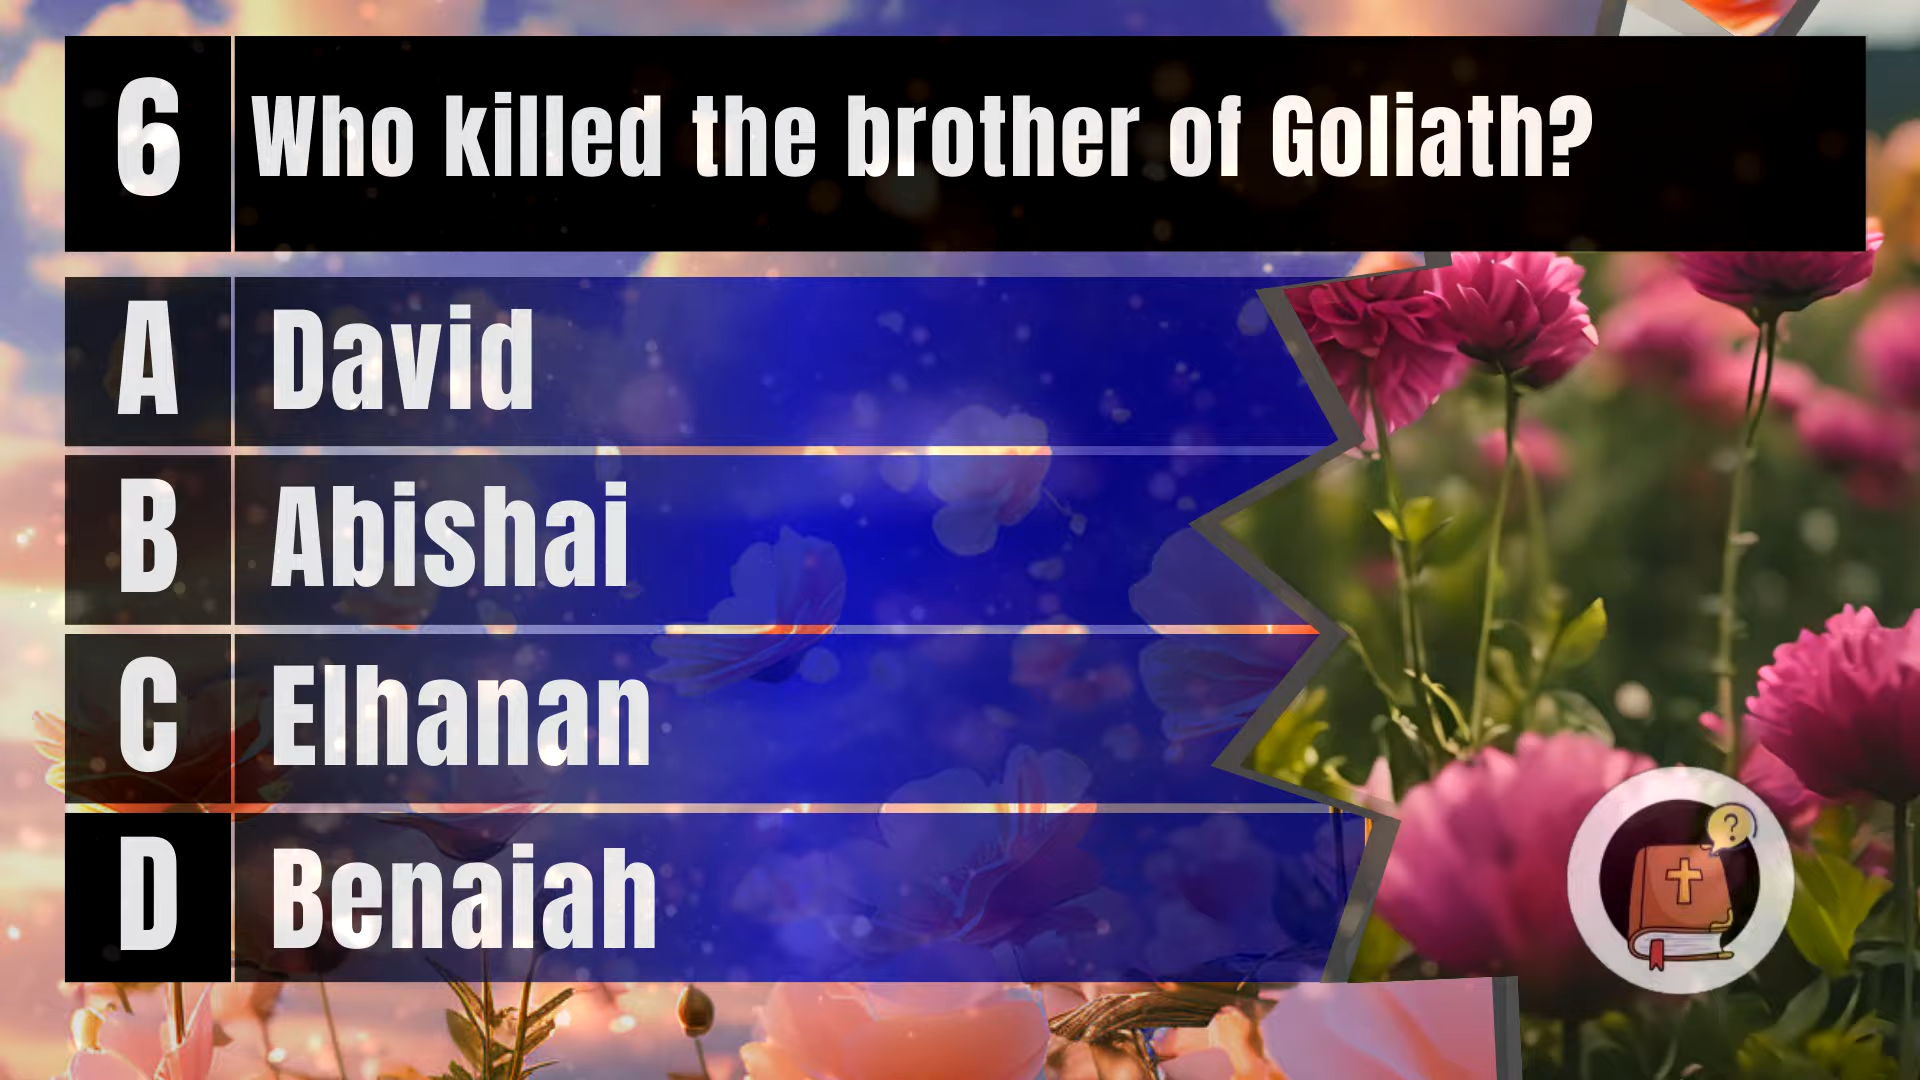 6 Who killed the brother of Goliath?
A David
B Abishai
C Elhanan
D Benaiah
?